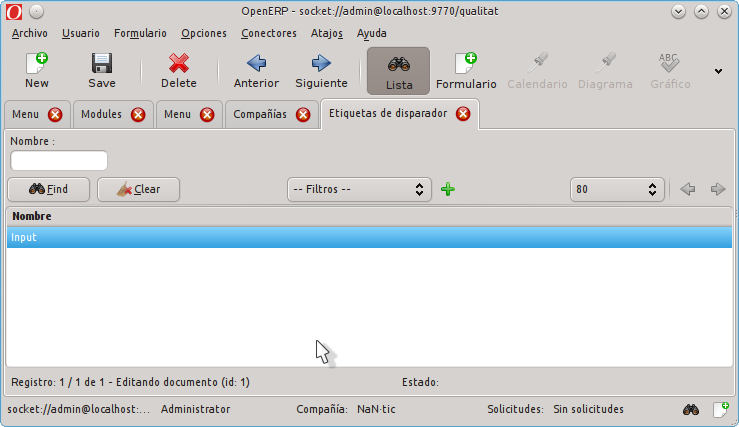 OpenERP - socket://admin@localhost:9770/qualitat
Archivo Usuario Formulario Opciones Conectores Atajos Ayuda
New Save Delete Anterior Siguiente Lista Formulario Calendario Diagrama Gráfico
Menu Modules Menu Compañías Etiquetas de disparador
Nombre :
Find Clear -- Filtros -- 80
Nombre
Input
Registro: 1 / 1 de 1 - Editando documento (id: 1) Estado:
socket://admin@localhost:... Administrator Compañía: NaN·tic Solicitudes: Sin solicitudes